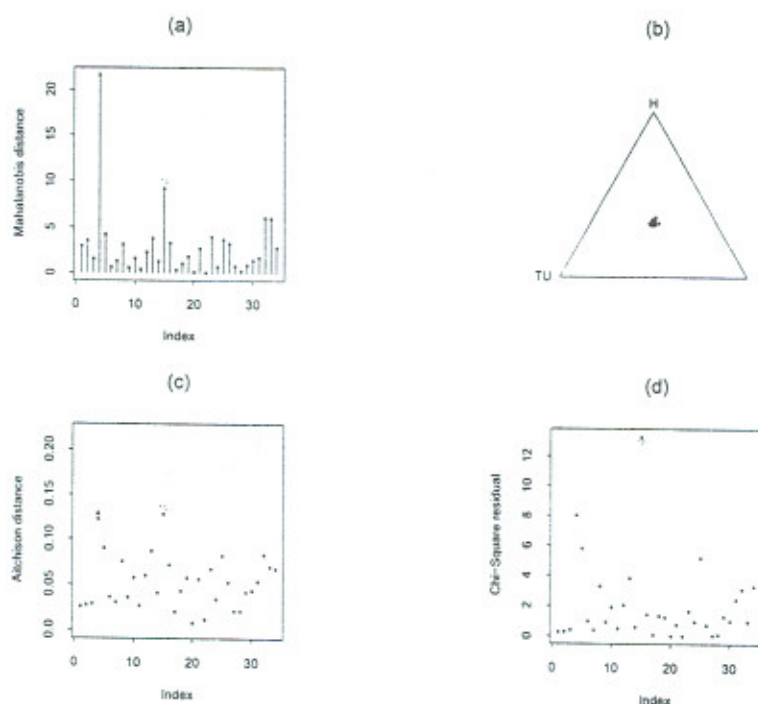 (a)
Mahalanobis distance
20
15
10
5
0
0 10 20 30
Index
(b)
H
TU
(c)
Aitchison distance
0.20
0.15
0.10
0.05
0.0
0 10 20 30
Index
(d)
Chi-Square residual
12
10
8
6
4
2
0
0 10 20 30
Index